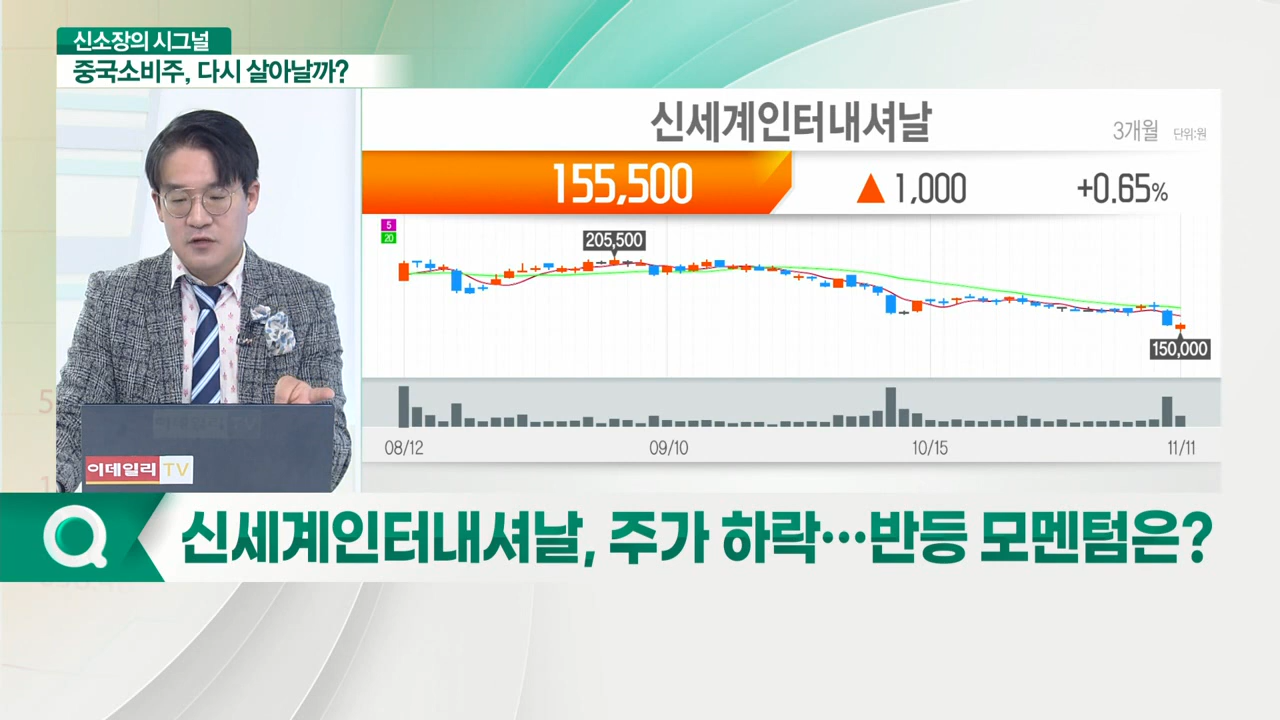 신소장의 시그널
중국소비주, 다시 살아날까?
신세계인터내셔날
3개월 단위:원
155,500 ▲ 1,000 +0.65%
5
20
205,500
150,000
08/12 09/10 10/15 11/11
이데일리 TV
신세계인터내셔날, 주가 하락…반등 모멘텀은?